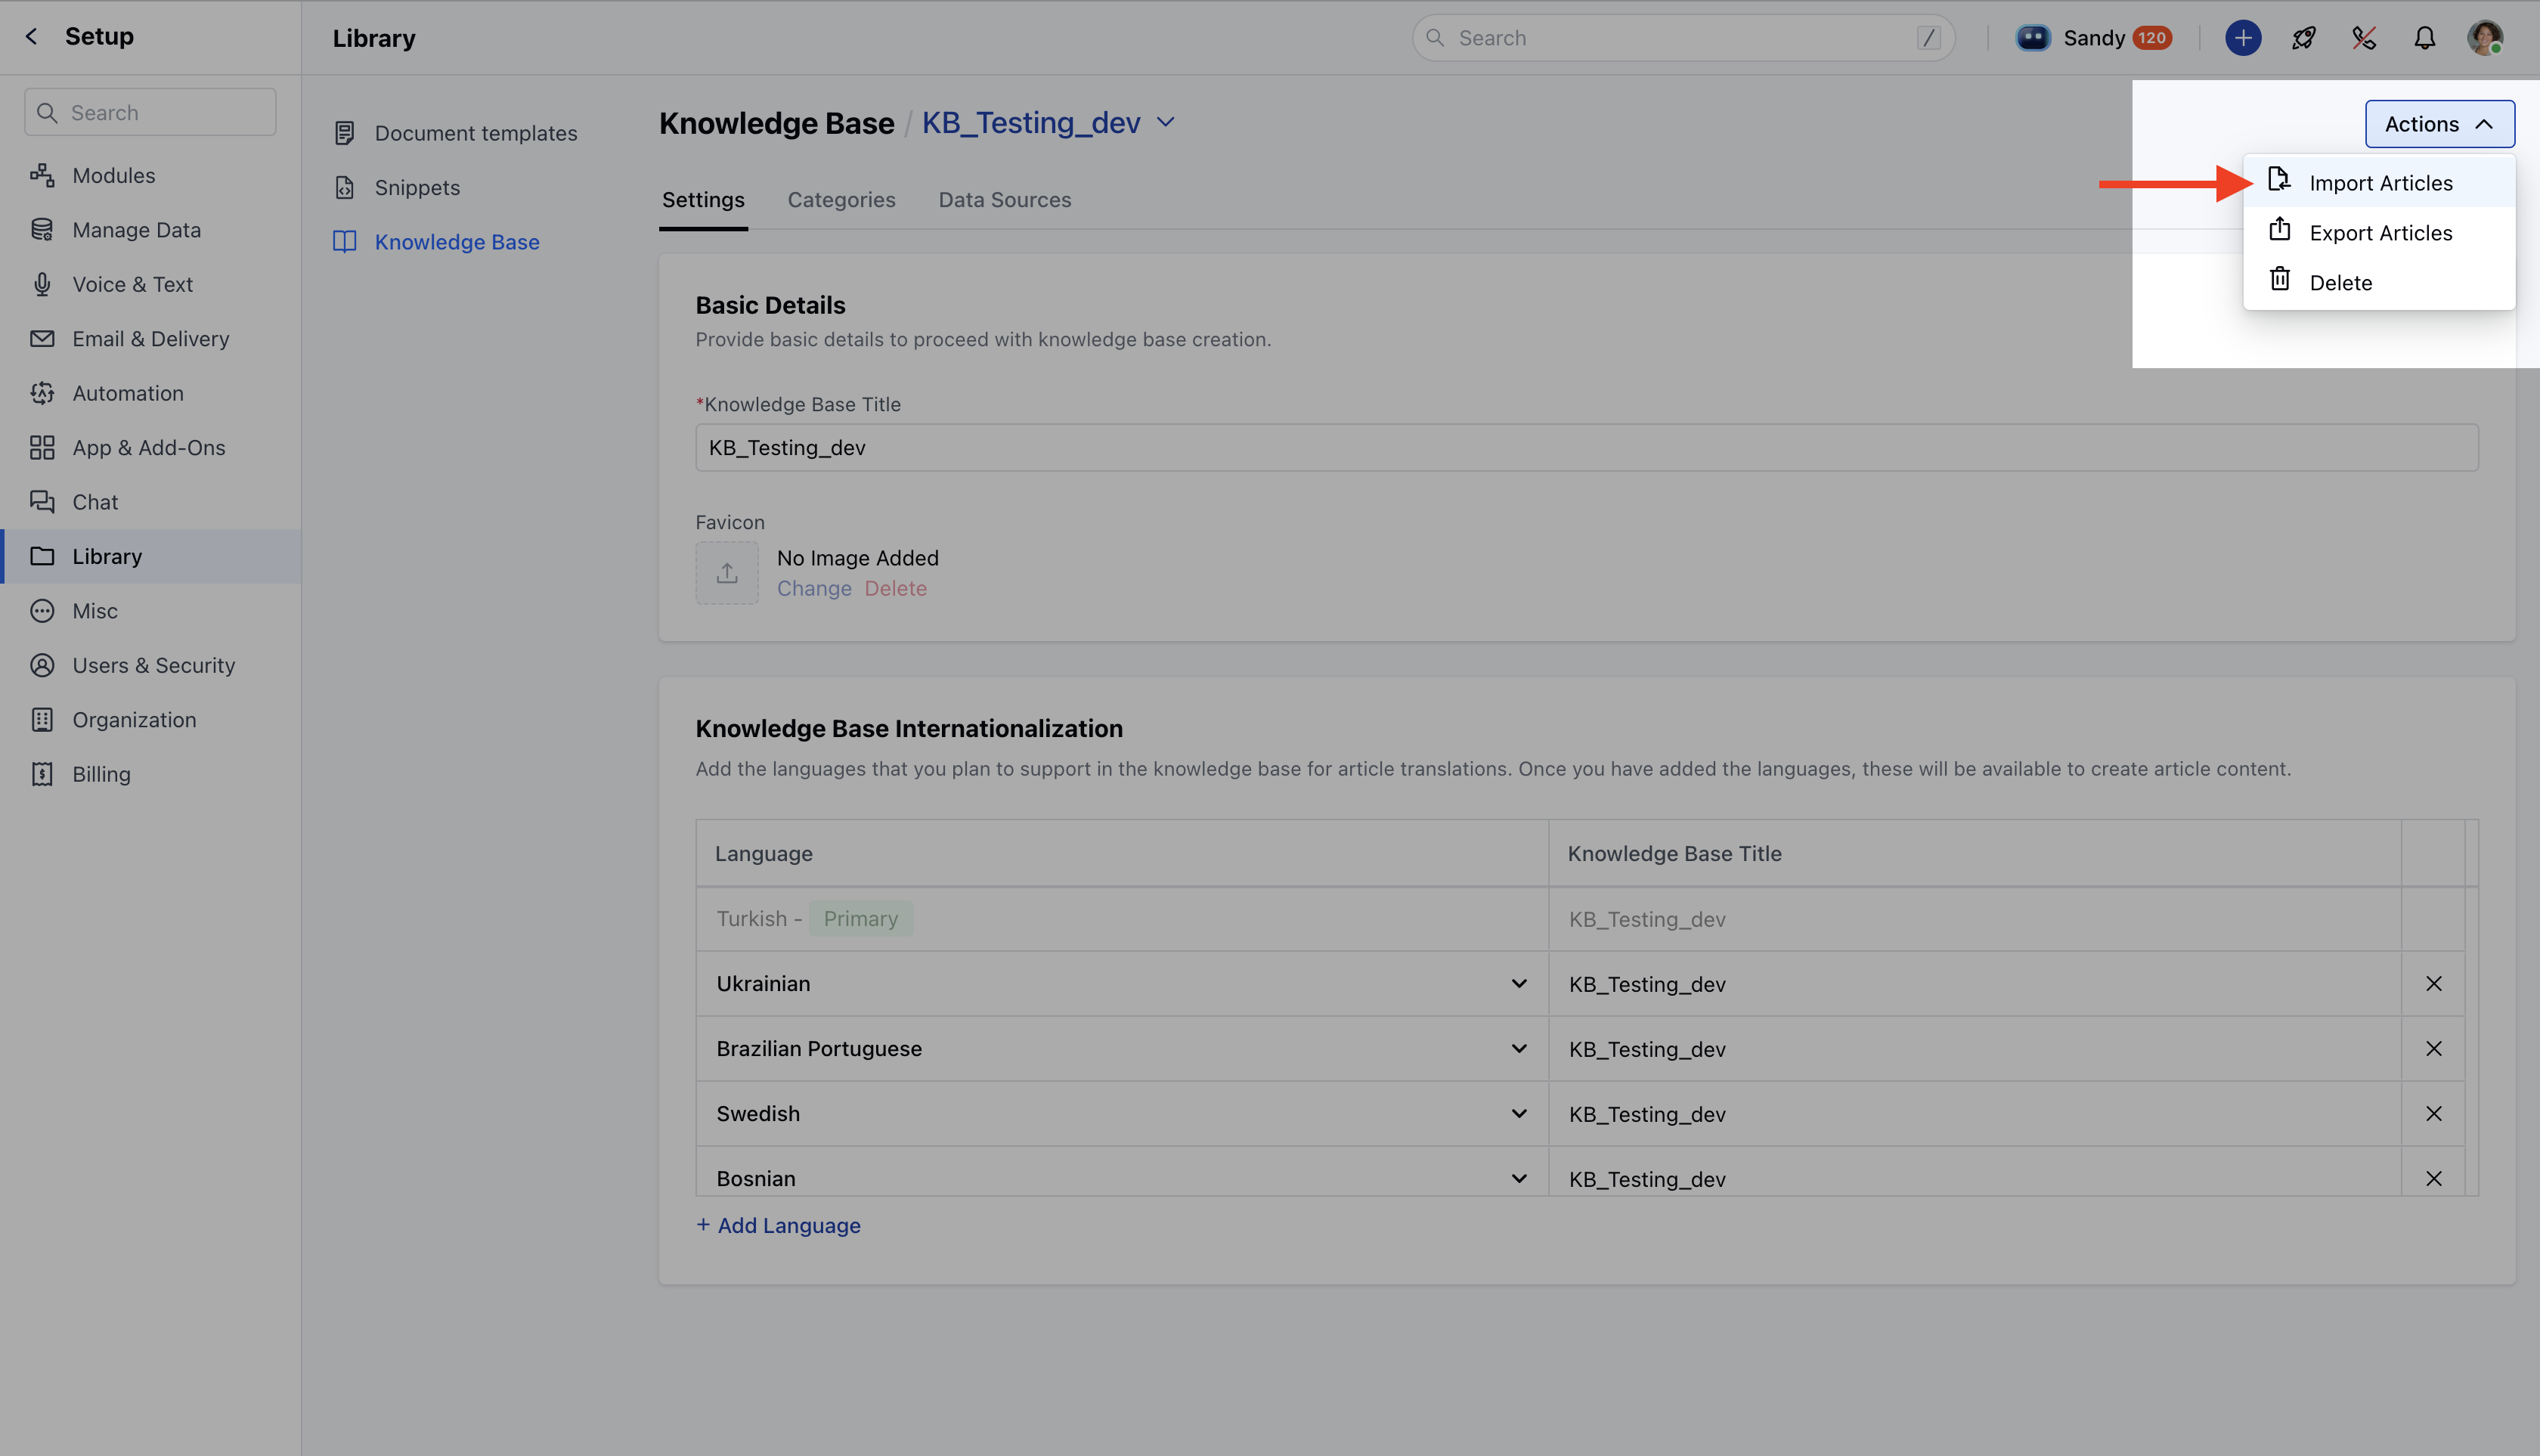 Setup
Library
Search
/
Sandy 120
Search
Modules
Manage Data
Voice & Text
Email & Delivery
Automation
App & Add-Ons
Chat
Library
Misc
Users & Security
Organization
Billing
Document templates
Snippets
Knowledge Base
Knowledge Base / KB_Testing_dev
Actions
Import Articles
Export Articles
Delete
Settings
Categories
Data Sources
Basic Details
Provide basic details to proceed with knowledge base creation.
*Knowledge Base Title
KB_Testing_dev
Favicon
No Image Added
Change Delete
Knowledge Base Internationalization
Add the languages that you plan to support in the knowledge base for article translations. Once you have added the languages, these will be available to create article content.
Language Knowledge Base Title
Turkish - Primary KB_Testing_dev
Ukrainian KB_Testing_dev
Brazilian Portuguese KB_Testing_dev
Swedish KB_Testing_dev
Bosnian KB_Testing_dev
+ Add Language